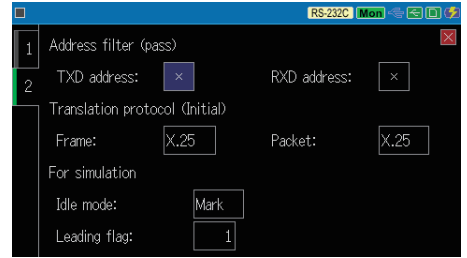 RS-232C Mon
1
2
Address filter (pass)
TXD address: × RXD address: ×
Translation protocol (Initial)
Frame: X.25 Packet: X.25
For simulation
Idle mode: Mark
Leading flag: 1